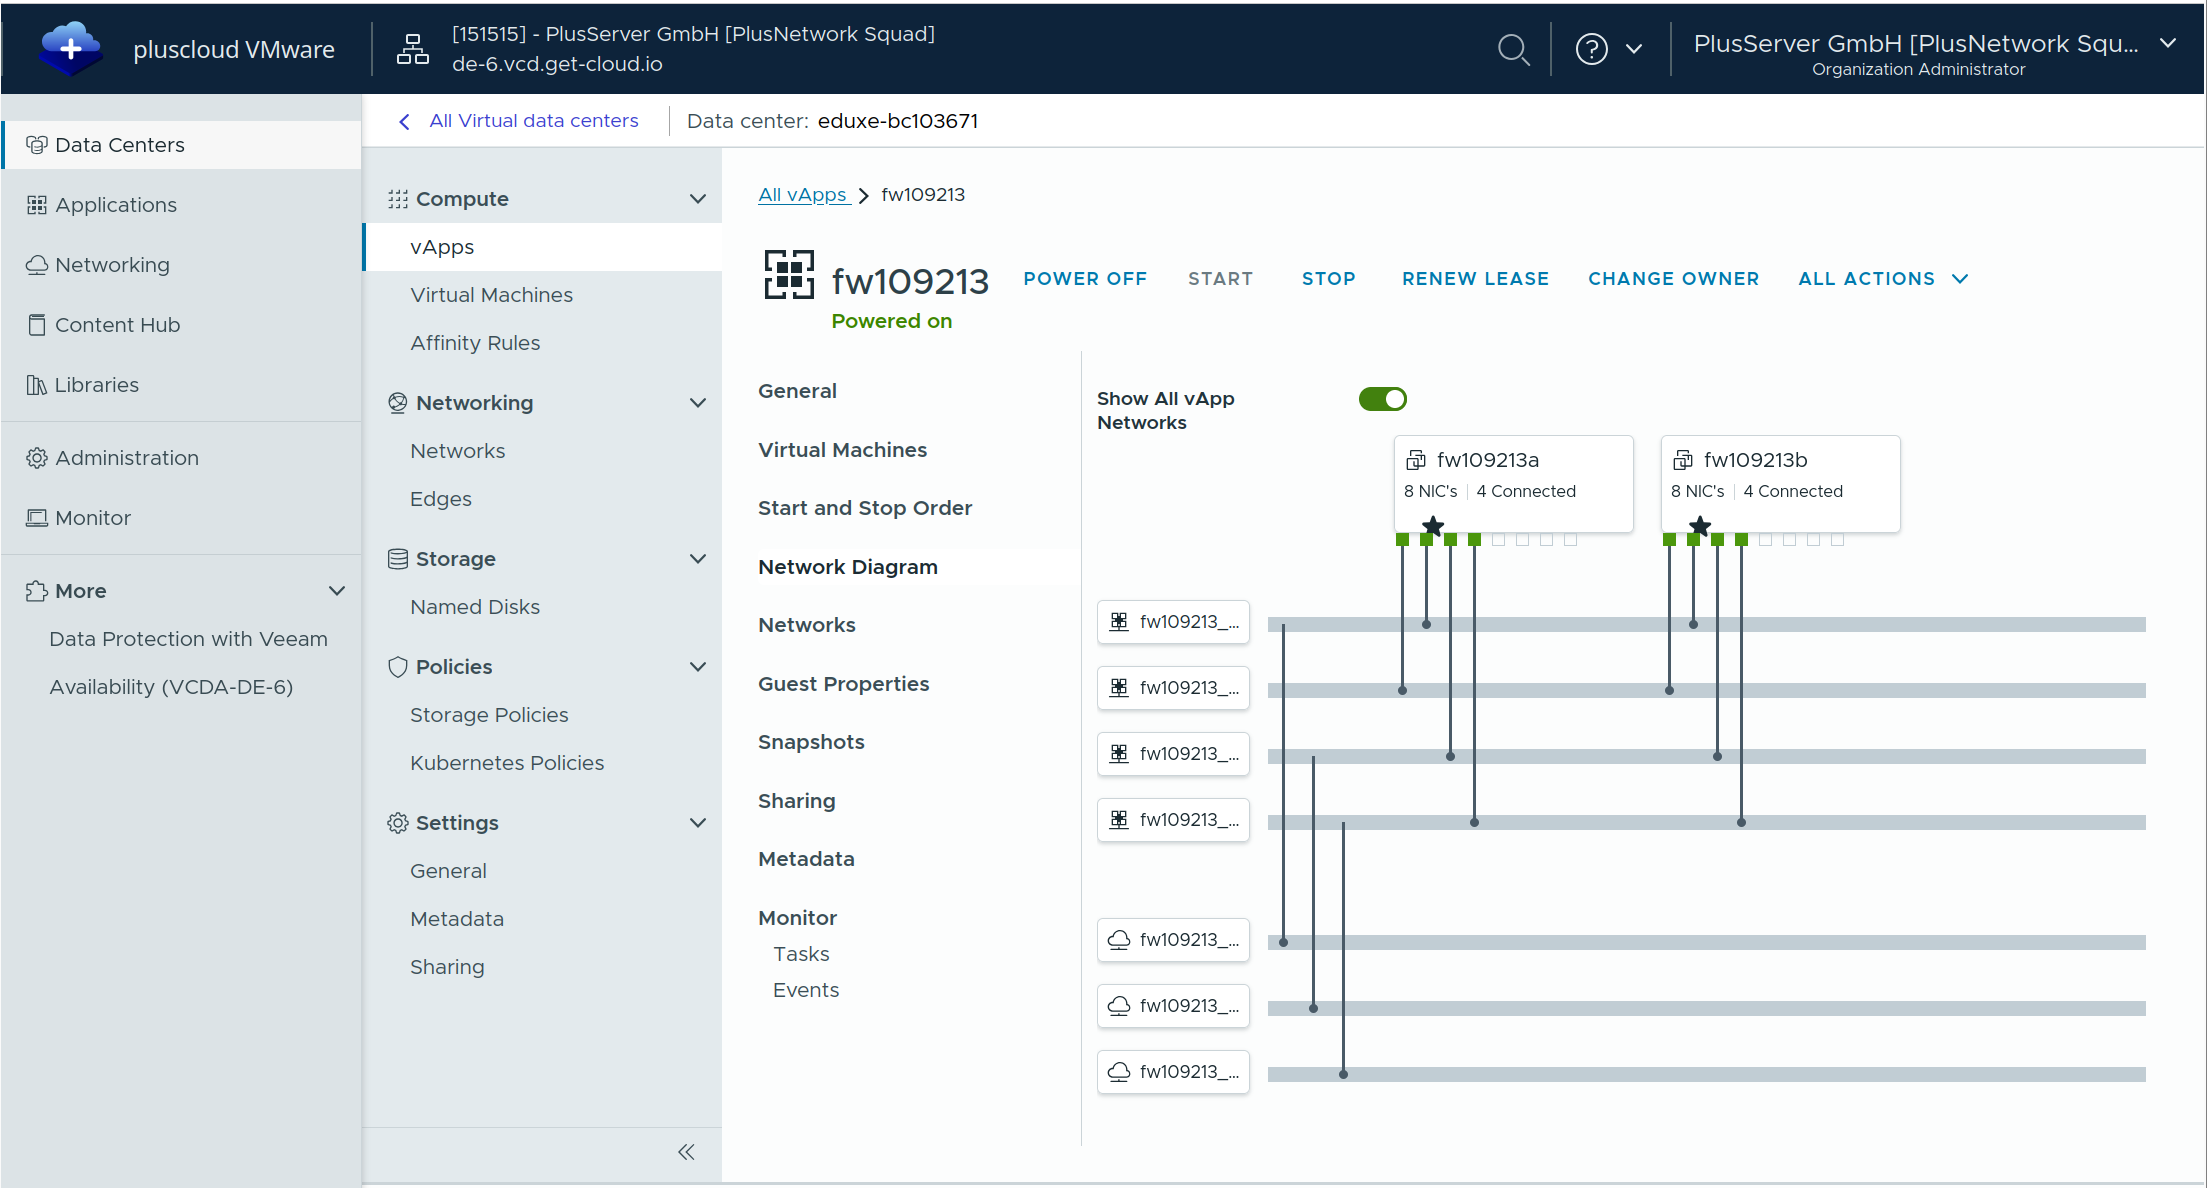 pluscloud VMware
[151515] - PlusServer GmbH [PlusNetwork Squad]
de-6.vcd.get-cloud.io
PlusServer GmbH [PlusNetwork Squ...
Organization Administrator
Data Centers
Applications
Networking
Content Hub
Libraries
Administration
Monitor
More
Data Protection with Veeam
Availability (VCDA-DE-6)
All Virtual data centers
Data center: eduxe-bc103671
Compute
vApps
Virtual Machines
Affinity Rules
Networking
Networks
Edges
Storage
Named Disks
Policies
Storage Policies
Kubernetes Policies
Settings
General
Metadata
Sharing
All vApps > fw109213
fw109213
Powered on
POWER OFF
START
STOP
RENEW LEASE
CHANGE OWNER
ALL ACTIONS
General
Virtual Machines
Start and Stop Order
Network Diagram
Networks
Guest Properties
Snapshots
Sharing
Metadata
Monitor
Tasks
Events
Show All vApp
Networks
fw109213a
8 NIC's | 4 Connected
fw109213b
8 NIC's | 4 Connected
fw109213_...
fw109213_...
fw109213_...
fw109213_...
fw109213_...
fw109213_...
fw109213_...